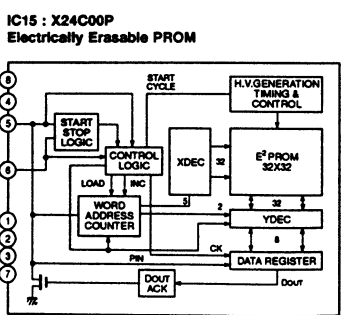 IC15 : X24C00P
Electrically Erasable PROM
8
4
5
6
1
2
3
7
START
CYCLE
H.V.GENERATION
TIMING &
CONTROL
START
STOP
LOGIC
CONTROL
LOGIC
XDEC
32
E² PROM
32X32
LOAD
INC
5
WORD
ADDRESS
COUNTER
2
32
YDEC
8
CK
PIN
DATA REGISTER
DOUT
ACK
DOUT